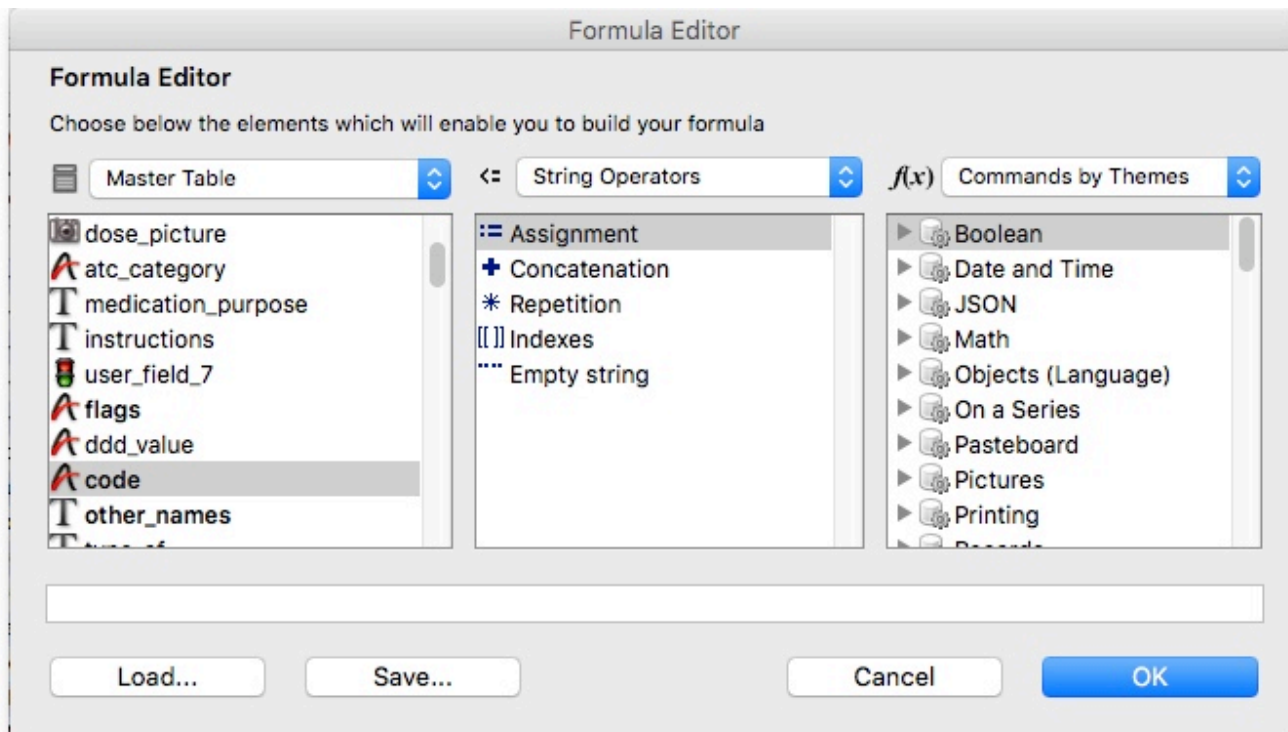 Formula Editor
Formula Editor
Choose below the elements which will enable you to build your formula
Master Table
<= String Operators
f(x) Commands by Themes
dose_picture
atc_category
medication_purpose
instructions
user_field_7
flags
ddd_value
code
other_names
:= Assignment
+ Concatenation
* Repetition
[[ ]] Indexes
"" Empty string
Boolean
Date and Time
JSON
Math
Objects (Language)
On a Series
Pasteboard
Pictures
Printing
Load...
Save...
Cancel
OK